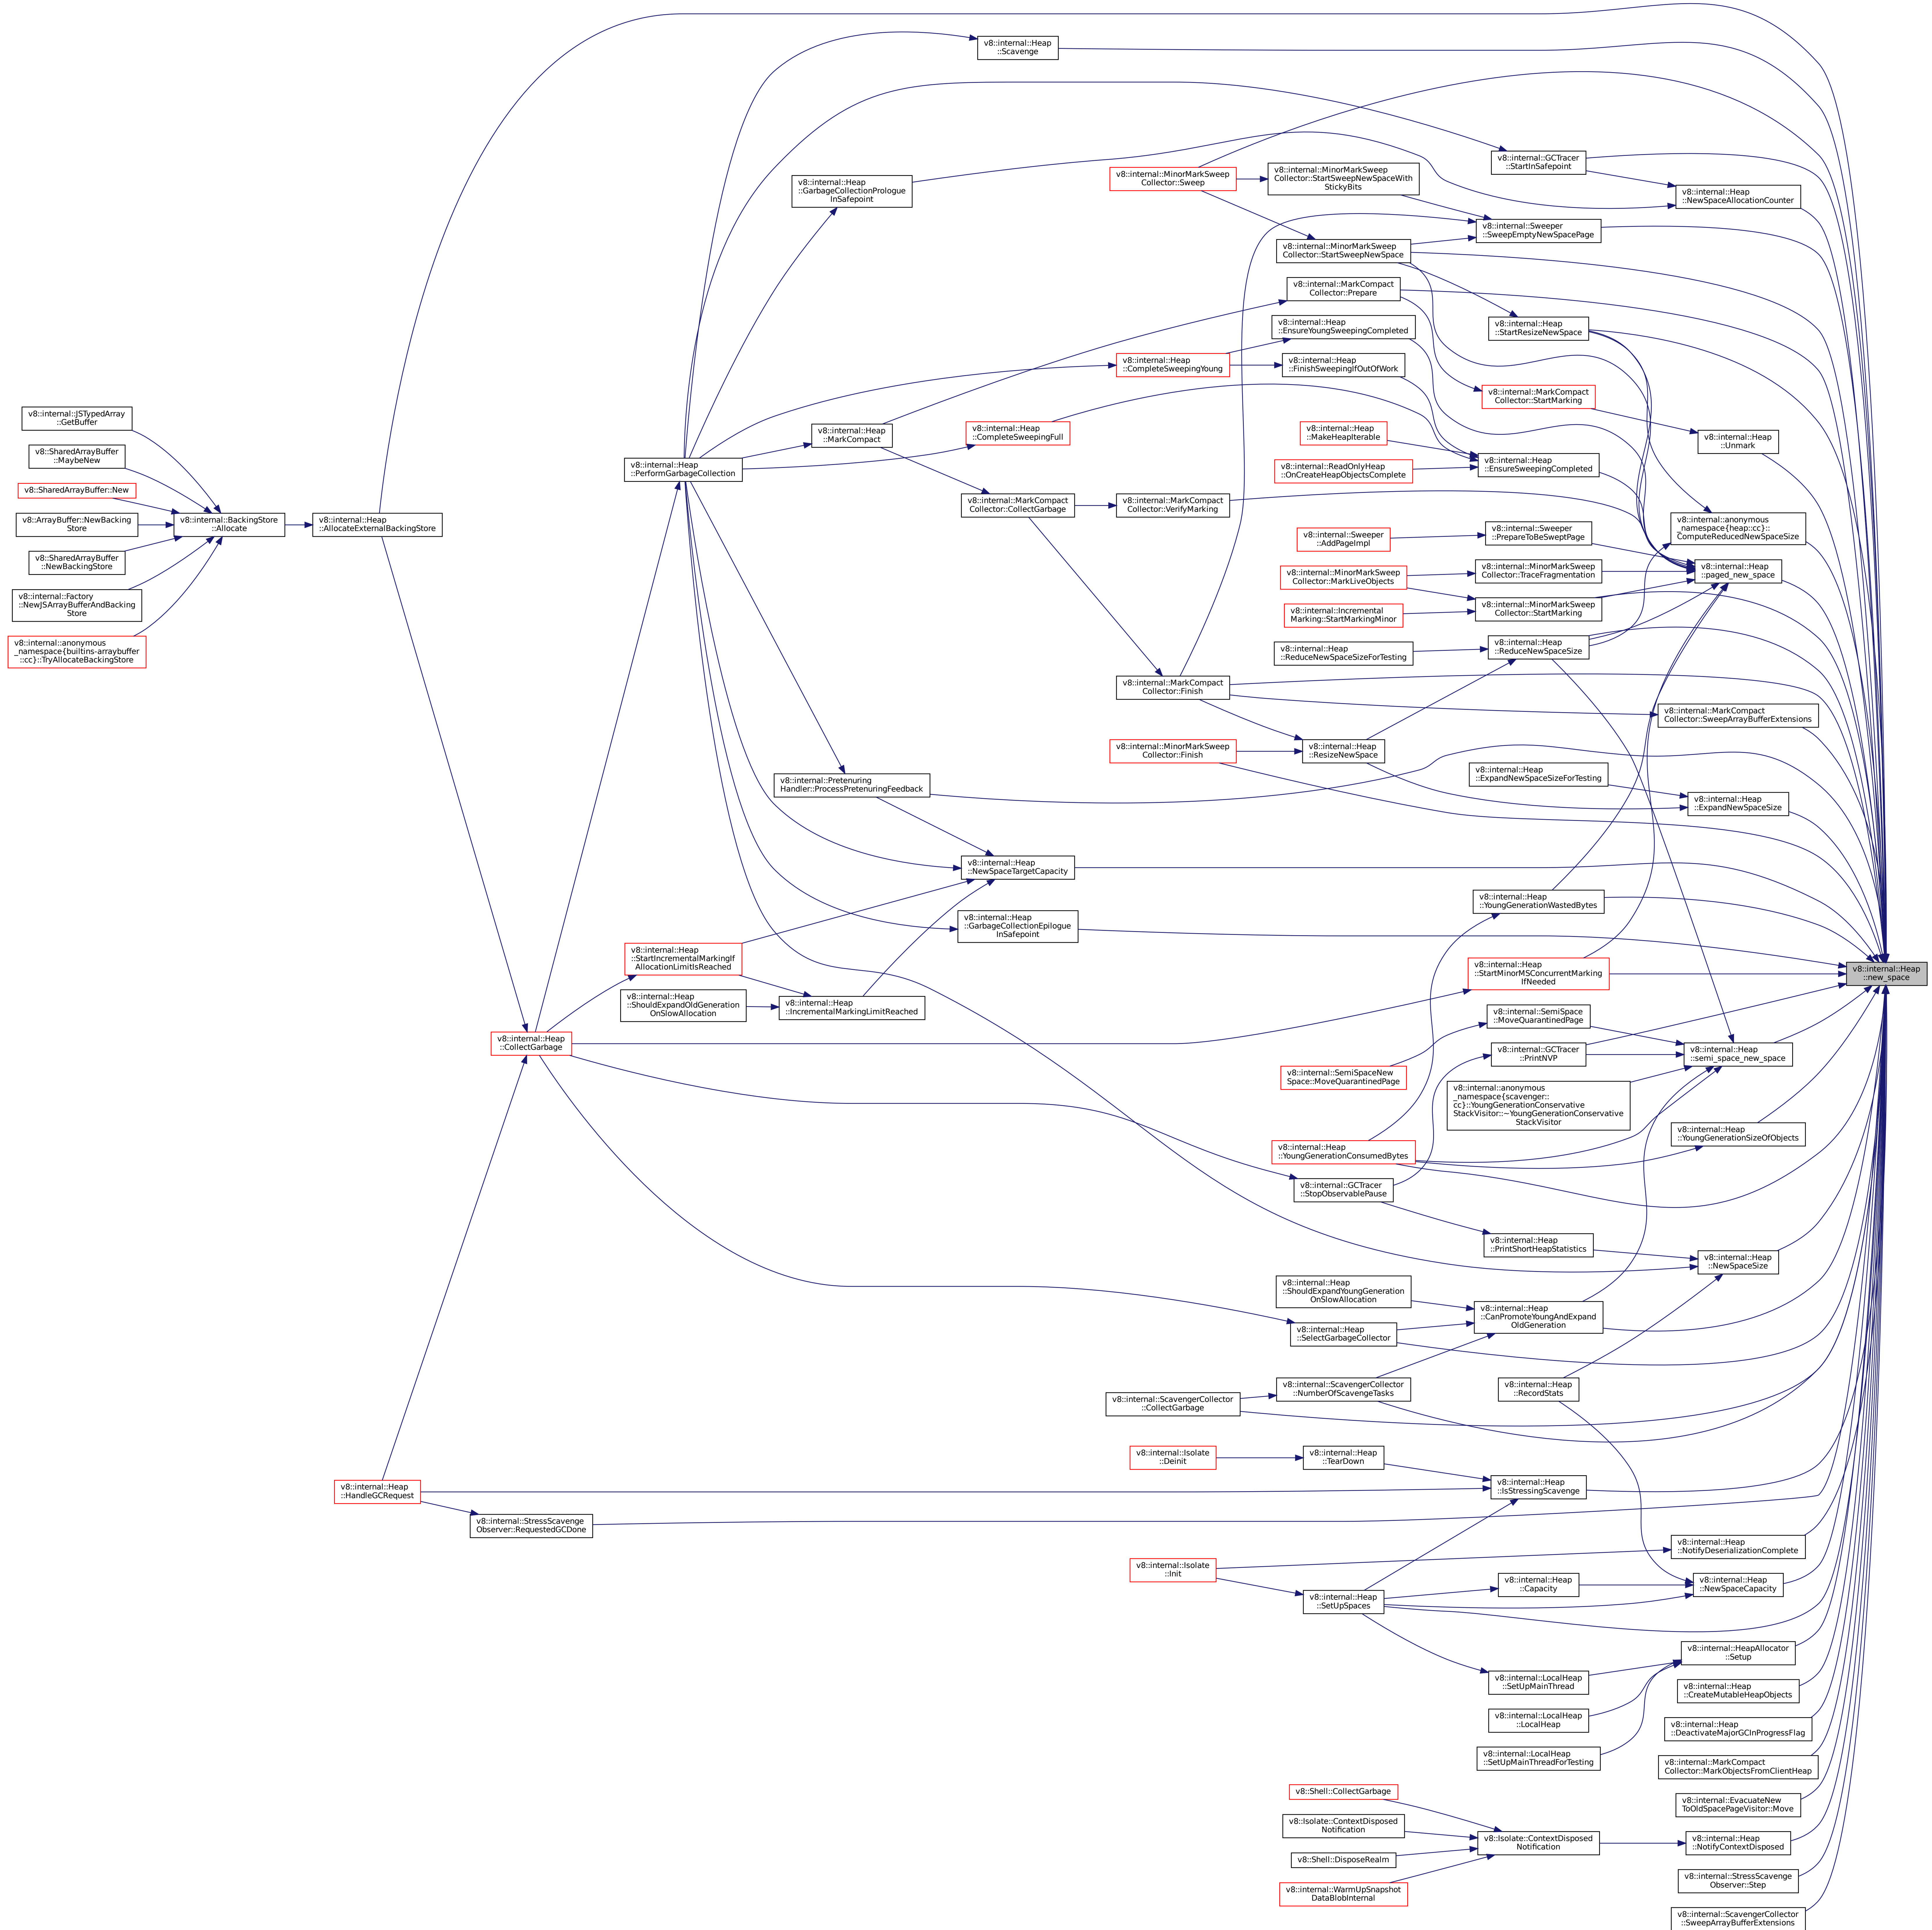 v8::internal::Heap
::Scavenge
v8::internal::GCTracer
::StartInSafepoint
v8::internal::MinorMarkSweep
Collector::Sweep
v8::internal::MinorMarkSweep
Collector::StartSweepNewSpaceWith
StickyBits
v8::internal::Heap
::GarbageCollectionPrologue
InSafepoint
v8::internal::Heap
::NewSpaceAllocationCounter
v8::internal::Sweeper
::SweepEmptyNewSpacePage
v8::internal::MinorMarkSweep
Collector::StartSweepNewSpace
v8::internal::MarkCompact
Collector::Prepare
v8::internal::Heap
::EnsureYoungSweepingCompleted
v8::internal::Heap
::StartResizeNewSpace
v8::internal::Heap
::CompleteSweepingYoung
v8::internal::Heap
::FinishSweepingIfOutOfWork
v8::internal::MarkCompact
Collector::StartMarking
v8::internal::JSTypedArray
::GetBuffer
v8::internal::Heap
::MarkCompact
v8::internal::Heap
::CompleteSweepingFull
v8::internal::Heap
::MakeHeapIterable
v8::internal::Heap
::Unmark
v8::SharedArrayBuffer
::MaybeNew
v8::internal::Heap
::PerformGarbageCollection
v8::internal::ReadOnlyHeap
::OnCreateHeapObjectsComplete
v8::internal::Heap
::EnsureSweepingCompleted
v8::SharedArrayBuffer::New
v8::internal::MarkCompact
Collector::CollectGarbage
v8::internal::MarkCompact
Collector::VerifyMarking
v8::ArrayBuffer::NewBacking
Store
v8::internal::BackingStore
::Allocate
v8::internal::Heap
::AllocateExternalBackingStore
v8::internal::Sweeper
::AddPageImpl
v8::internal::Sweeper
::PrepareToBeSweptPage
v8::internal::anonymous
_namespace{heap::cc}::
ComputeReducedNewSpaceSize
v8::SharedArrayBuffer
::NewBackingStore
v8::internal::MinorMarkSweep
Collector::MarkLiveObjects
v8::internal::MinorMarkSweep
Collector::TraceFragmentation
v8::internal::Heap
::paged_new_space
v8::internal::Factory
::NewJSArrayBufferAndBacking
Store
v8::internal::Incremental
Marking::StartMarkingMinor
v8::internal::MinorMarkSweep
Collector::StartMarking
v8::internal::anonymous
_namespace{builtins-arraybuffer
::cc}::TryAllocateBackingStore
v8::internal::Heap
::ReduceNewSpaceSizeForTesting
v8::internal::Heap
::ReduceNewSpaceSize
v8::internal::MarkCompact
Collector::Finish
v8::internal::MarkCompact
Collector::SweepArrayBufferExtensions
v8::internal::MinorMarkSweep
Collector::Finish
v8::internal::Heap
::ResizeNewSpace
v8::internal::Pretenuring
Handler::ProcessPretenuringFeedback
v8::internal::Heap
::ExpandNewSpaceSizeForTesting
v8::internal::Heap
::ExpandNewSpaceSize
v8::internal::Heap
::NewSpaceTargetCapacity
v8::internal::Heap
::YoungGenerationWastedBytes
v8::internal::Heap
::GarbageCollectionEpilogue
InSafepoint
v8::internal::Heap
::StartIncrementalMarkingIf
AllocationLimitIsReached
v8::internal::Heap
::StartMinorMSConcurrentMarking
IfNeeded
v8::internal::Heap
::new_space
v8::internal::Heap
::ShouldExpandOldGeneration
OnSlowAllocation
v8::internal::Heap
::IncrementalMarkingLimitReached
v8::internal::SemiSpace
::MoveQuarantinedPage
v8::internal::Heap
::CollectGarbage
v8::internal::GCTracer
::PrintNVP
v8::internal::Heap
::semi_space_new_space
v8::internal::SemiSpaceNew
Space::MoveQuarantinedPage
v8::internal::anonymous
_namespace{scavenger::
cc}::YoungGenerationConservative
StackVisitor::~YoungGenerationConservative
StackVisitor
v8::internal::Heap
::YoungGenerationSizeOfObjects
v8::internal::Heap
::YoungGenerationConsumedBytes
v8::internal::GCTracer
::StopObservablePause
v8::internal::Heap
::PrintShortHeapStatistics
v8::internal::Heap
::NewSpaceSize
v8::internal::Heap
::ShouldExpandYoungGeneration
OnSlowAllocation
v8::internal::Heap
::CanPromoteYoungAndExpand
OldGeneration
v8::internal::Heap
::SelectGarbageCollector
v8::internal::ScavengerCollector
::NumberOfScavengeTasks
v8::internal::Heap
::RecordStats
v8::internal::ScavengerCollector
::CollectGarbage
v8::internal::Isolate
::Deinit
v8::internal::Heap
::TearDown
v8::internal::Heap
::HandleGCRequest
v8::internal::Heap
::IsStressingScavenge
v8::internal::StressScavenge
Observer::RequestedGCDone
v8::internal::Heap
::NotifyDeserializationComplete
v8::internal::Isolate
::Init
v8::internal::Heap
::Capacity
v8::internal::Heap
::NewSpaceCapacity
v8::internal::Heap
::SetUpSpaces
v8::internal::HeapAllocator
::Setup
v8::internal::LocalHeap
::SetUpMainThread
v8::internal::Heap
::CreateMutableHeapObjects
v8::internal::LocalHeap
::LocalHeap
v8::internal::Heap
::DeactivateMajorGCInProgressFlag
v8::internal::LocalHeap
::SetUpMainThreadForTesting
v8::internal::MarkCompact
Collector::MarkObjectsFromClientHeap
v8::Shell::CollectGarbage
v8::internal::EvacuateNew
ToOldSpacePageVisitor::Move
v8::Isolate::ContextDisposed
Notification
v8::Isolate::ContextDisposed
Notification
v8::internal::Heap
::NotifyContextDisposed
v8::Shell::DisposeRealm
v8::internal::StressScavenge
Observer::Step
v8::internal::WarmUpSnapshot
DataBlobInternal
v8::internal::ScavengerCollector
::SweepArrayBufferExtensions